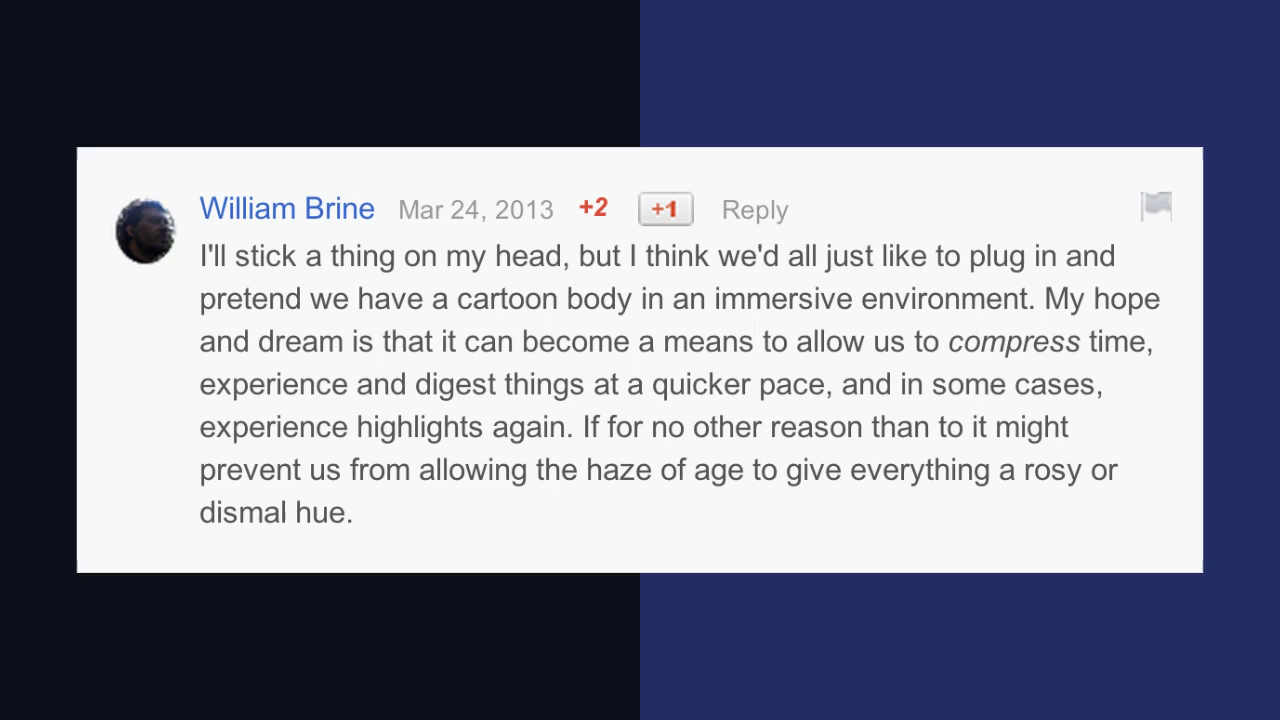 William Brine Mar 24, 2013 +2 +1 Reply
I'll stick a thing on my head, but I think we'd all just like to plug in and
pretend we have a cartoon body in an immersive environment. My hope
and dream is that it can become a means to allow us to compress time,
experience and digest things at a quicker pace, and in some cases,
experience highlights again. If for no other reason than to it might
prevent us from allowing the haze of age to give everything a rosy or
dismal hue.